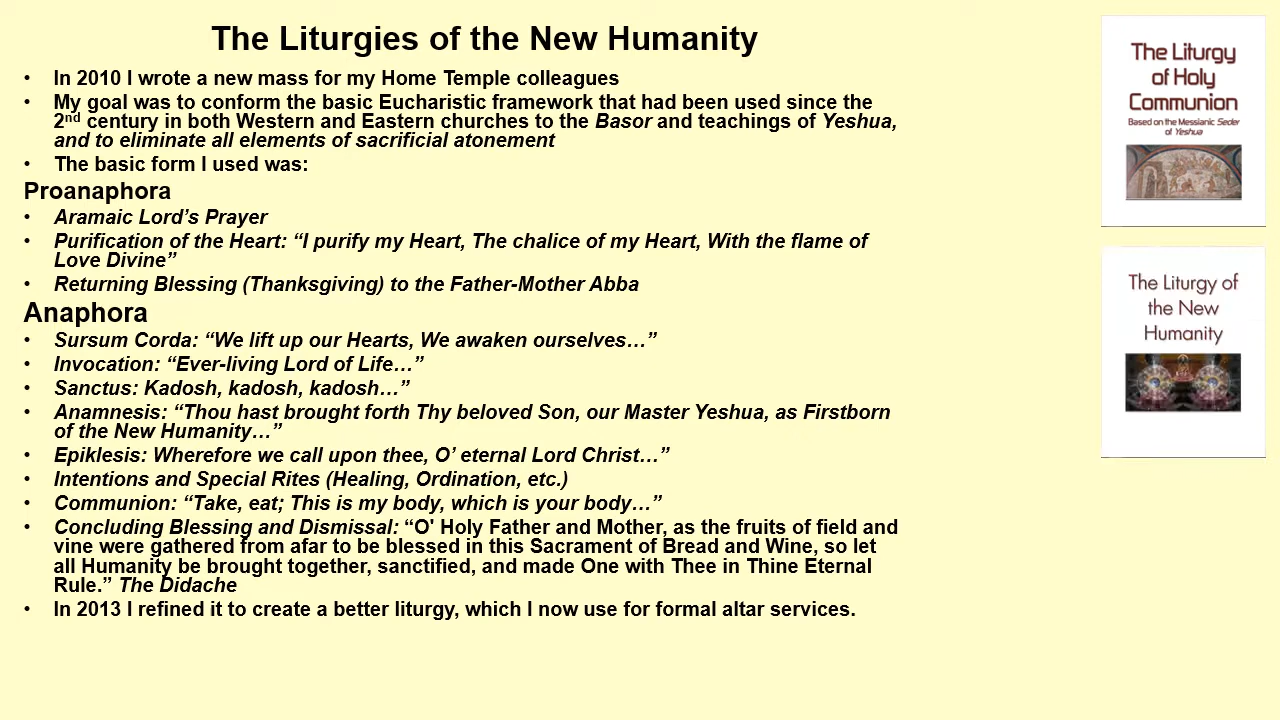 The Liturgies of the New Humanity
• In 2010 I wrote a new mass for my Home Temple colleagues
• My goal was to conform the basic Eucharistic framework that had been used since the
2nd century in both Western and Eastern churches to the Basor and teachings of Yeshua,
and to eliminate all elements of sacrificial atonement
• The basic form I used was:
Proanaphora
• Aramaic Lord’s Prayer
• Purification of the Heart: “I purify my Heart, The chalice of my Heart, With the flame of
Love Divine”
• Returning Blessing (Thanksgiving) to the Father-Mother Abba
Anaphora
• Sursum Corda: “We lift up our Hearts, We awaken ourselves…”
• Invocation: “Ever-living Lord of Life…”
• Sanctus: Kadosh, kadosh, kadosh…”
• Anamnesis: “Thou hast brought forth Thy beloved Son, our Master Yeshua, as Firstborn
of the New Humanity…”
• Epiklesis: Wherefore we call upon thee, O’ eternal Lord Christ…”
• Intentions and Special Rites (Healing, Ordination, etc.)
• Communion: “Take, eat; This is my body, which is your body…”
• Concluding Blessing and Dismissal: “O' Holy Father and Mother, as the fruits of field and
vine were gathered from afar to be blessed in this Sacrament of Bread and Wine, so let
all Humanity be brought together, sanctified, and made One with Thee in Thine Eternal
Rule.” The Didache
• In 2013 I refined it to create a better liturgy, which I now use for formal altar services.
The Liturgy
of Holy
Communion
Based on the Messianic Seder
of Yeshua
The Liturgy of
the New
Humanity